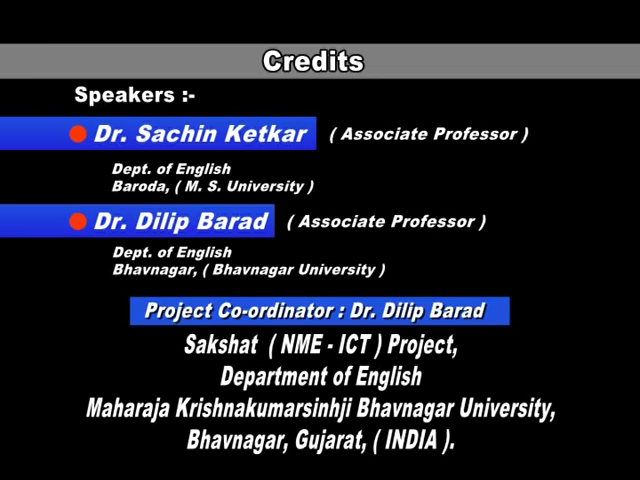 Credits
Speakers :-
Dr. Sachin Ketkar ( Associate Professor )
Dept. of English
Baroda, ( M. S. University )
Dr. Dilip Barad ( Associate Professor )
Dept. of English
Bhavnagar, ( Bhavnagar University )
Project Co-ordinator : Dr. Dilip Barad
Sakshat ( NME - ICT ) Project,
Department of English
Maharaja Krishnakumarsinhji Bhavnagar University,
Bhavnagar, Gujarat, ( INDIA ).